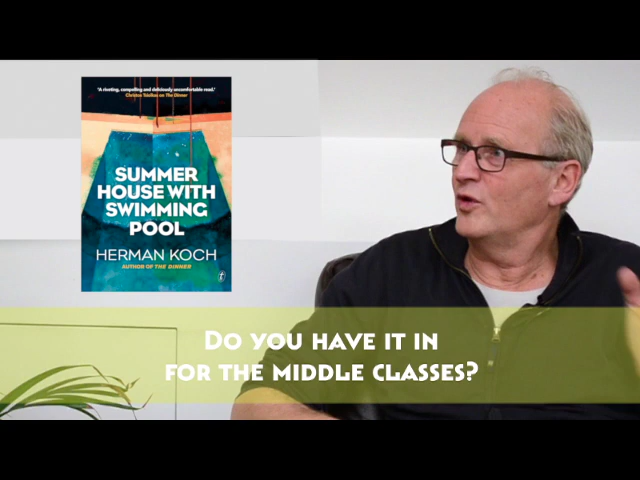 'A riveting, compelling and deliciously uncomfortable read.'
Christos Tsiolkas on The Dinner
SUMMER
HOUSE WITH
SWIMMING
POOL
HERMAN KOCH
AUTHOR OF THE DINNER
t
DO YOU HAVE IT IN
FOR THE MIDDLE CLASSES?